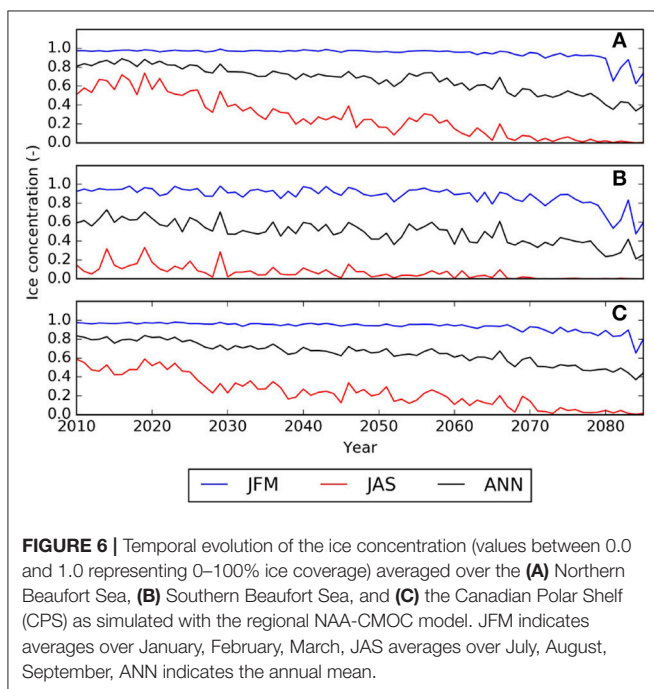 A
1.0
0.8
0.6
0.4
0.2
0.0
B
1.0
0.8
0.6
0.4
0.2
0.0
C
1.0
0.8
0.6
0.4
0.2
0.0
Ice concentration (-)
2010 2020 2030 2040 2050 2060 2070 2080
Year
JFM JAS ANN
FIGURE 6 | Temporal evolution of the ice concentration (values between 0.0
and 1.0 representing 0–100% ice coverage) averaged over the (A) Northern
Beaufort Sea, (B) Southern Beaufort Sea, and (C) the Canadian Polar Shelf
(CPS) as simulated with the regional NAA-CMOC model. JFM indicates
averages over January, February, March, JAS averages over July, August,
September, ANN indicates the annual mean.